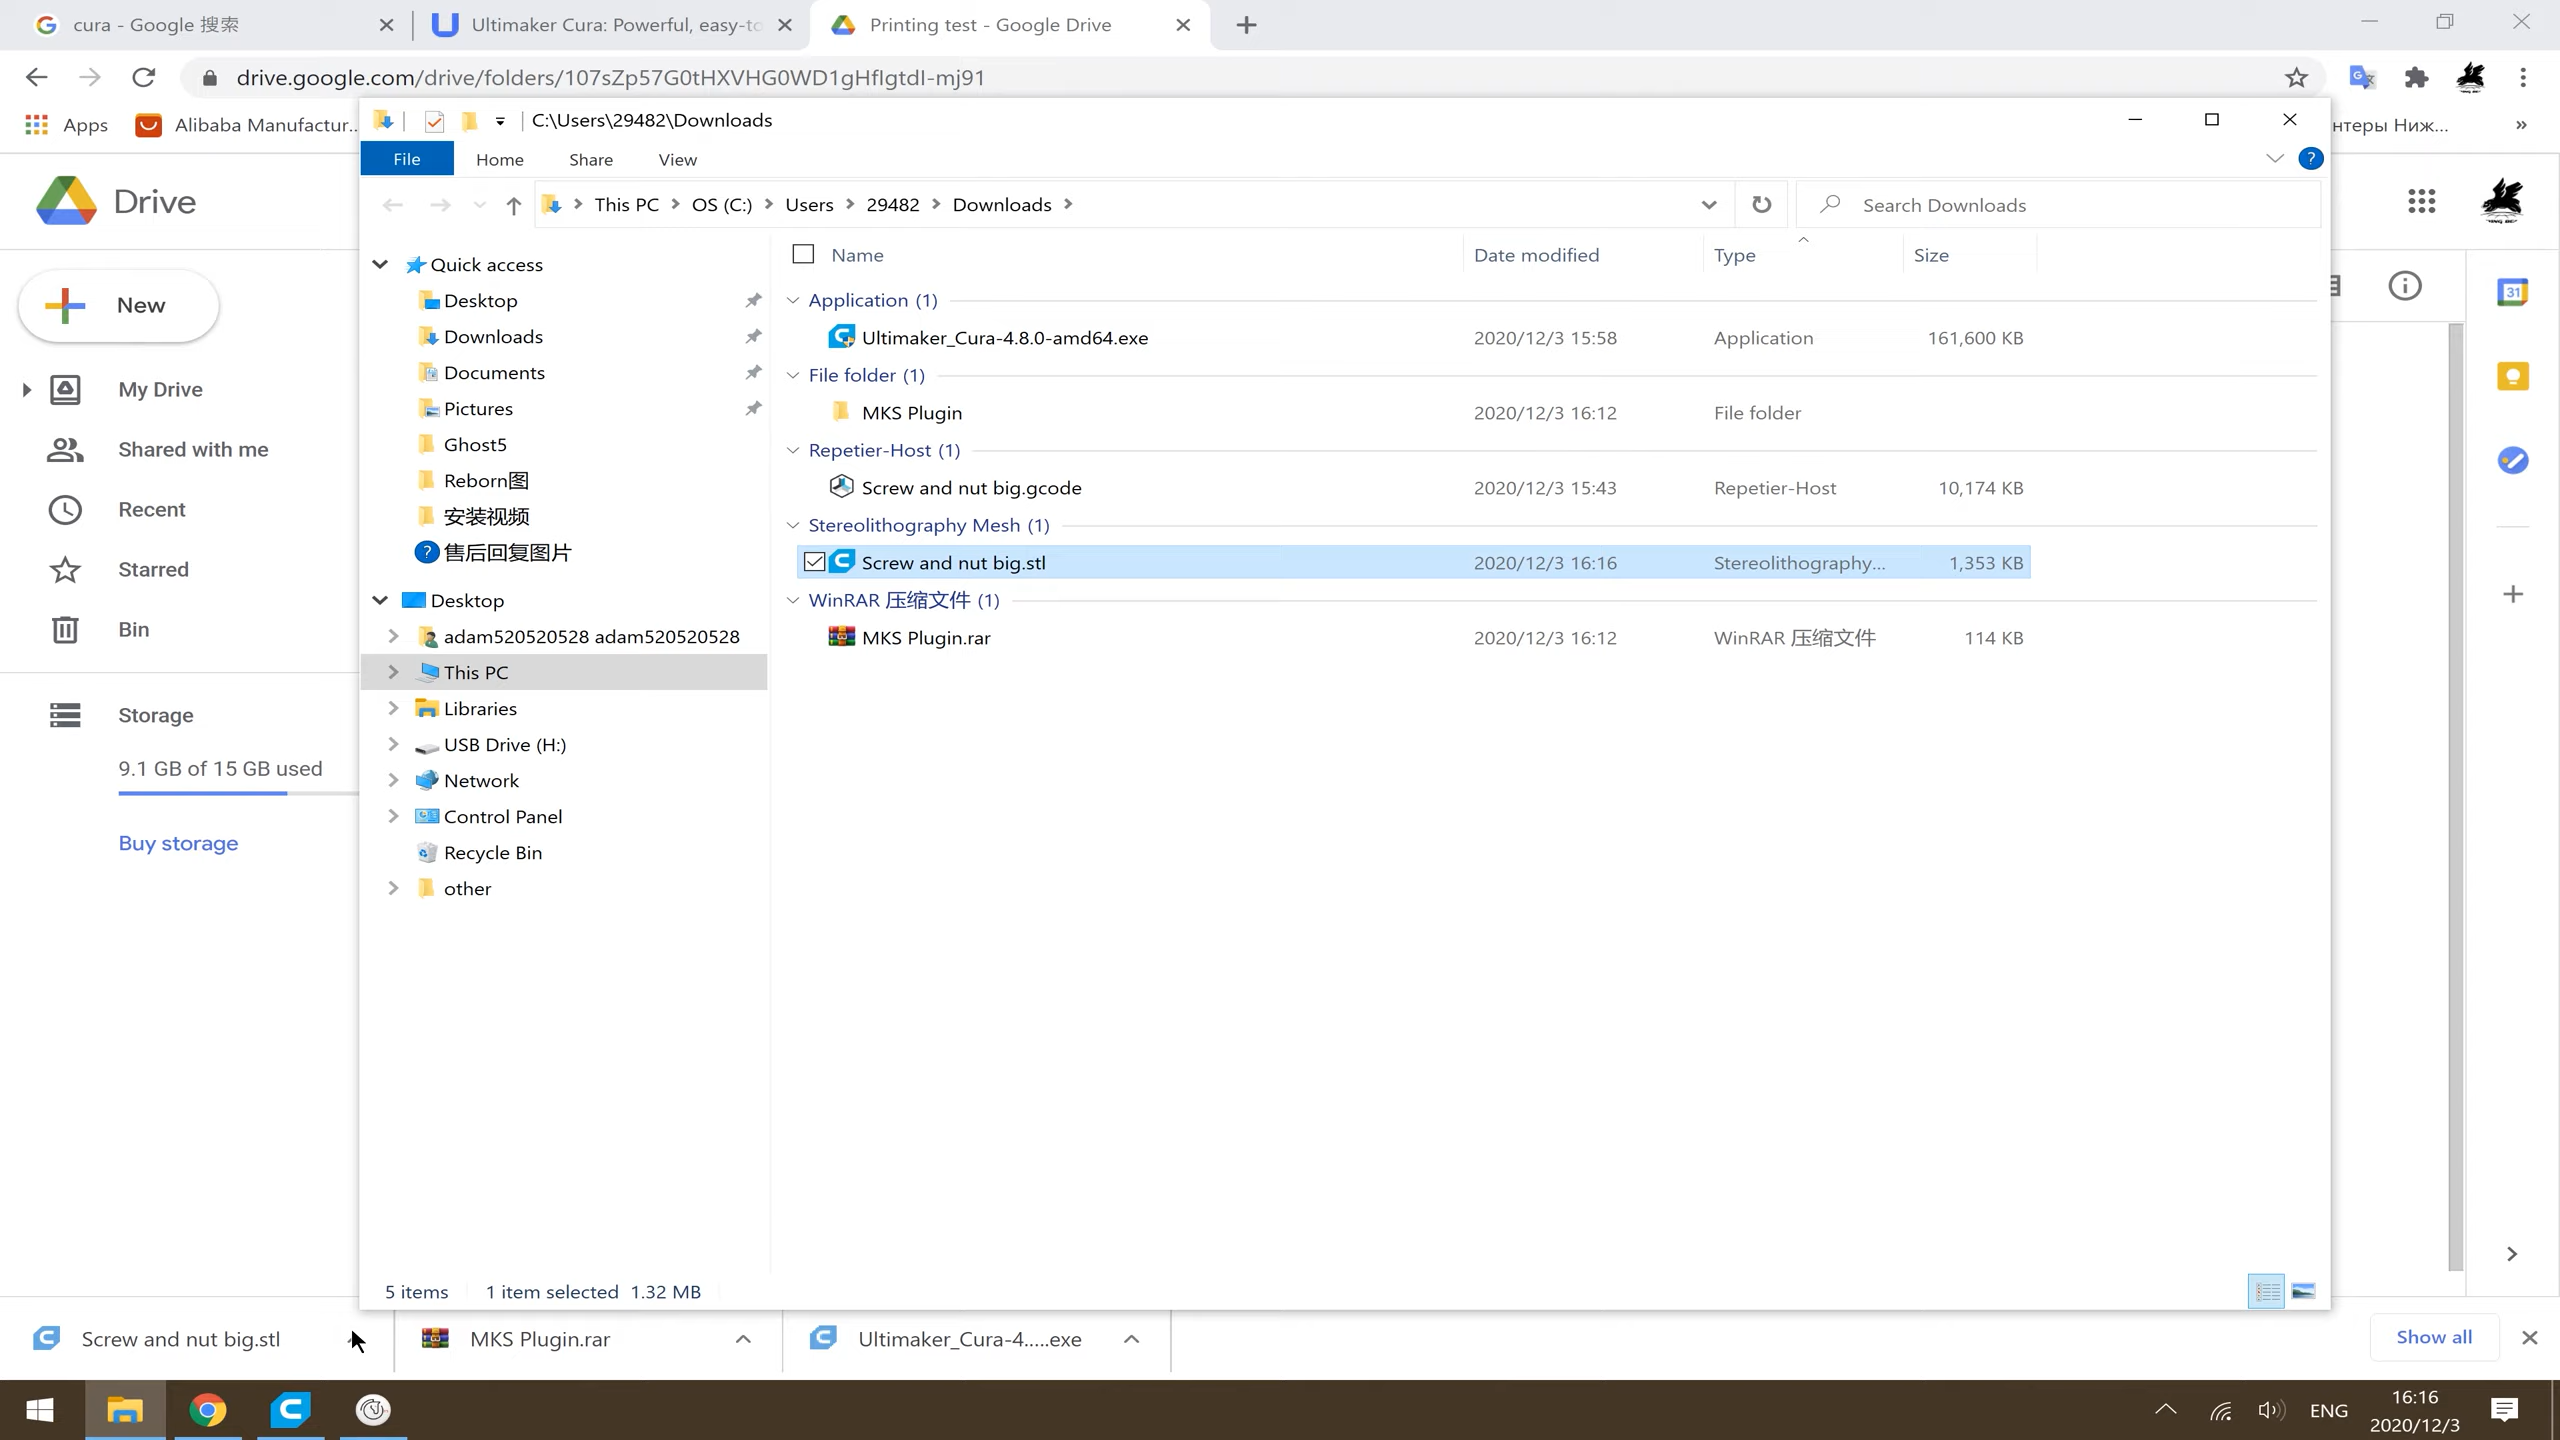 cura - Google 搜索
Ultimaker Cura: Powerful, easy-to
Printing test - Google Drive
drive.google.com/drive/folders/107sZp57G0tHXVHG0WD1gHfIgtdI-mj91
Apps
Alibaba Manufactur...
нтеры Ниж...
»
C:\Users\29482\Downloads
File
Home
Share
View
?
Drive
This PC
OS (C:)
Users
29482
Downloads
Search Downloads
Name
Date modified
Type
Size
New
My Drive
Shared with me
Recent
Starred
Bin
Storage
9.1 GB of 15 GB used
Buy storage
Quick access
Desktop
Downloads
Documents
Pictures
Ghost5
Reborn图
安装视频
售后回复图片
Desktop
adam520520528 adam520520528
This PC
Libraries
USB Drive (H:)
Network
Control Panel
Recycle Bin
other
Application (1)
Ultimaker_Cura-4.8.0-amd64.exe 2020/12/3 15:58 Application 161,600 KB
File folder (1)
MKS Plugin 2020/12/3 16:12 File folder
Repetier-Host (1)
Screw and nut big.gcode 2020/12/3 15:43 Repetier-Host 10,174 KB
Stereolithography Mesh (1)
Screw and nut big.stl 2020/12/3 16:16 Stereolithography... 1,353 KB
WinRAR 压缩文件 (1)
MKS Plugin.rar 2020/12/3 16:12 WinRAR 压缩文件 114 KB
31
5 items 1 item selected 1.32 MB
Screw and nut big.stl
MKS Plugin.rar
Ultimaker_Cura-4.....exe
Show all
ENG
16:16
2020/12/3